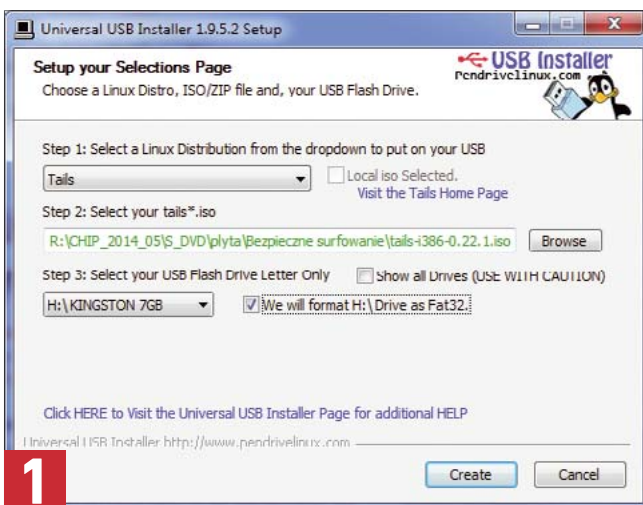 Universal USB Installer 1.9.5.2 Setup
Setup your Selections Page
Choose a Linux Distro, ISO/ZIP file and, your USB Flash Drive.
USB Installer
Pendrivelinux.com
Step 1: Select a Linux Distribution from the dropdown to put on your USB
Tails
Local iso Selected.
Visit the Tails Home Page
Step 2: Select your tails*.iso
R:\CHIP_2014_05\S_DVD\plyta\Bezpieczne surfowanie\tails-i386-0.22.1.iso
Browse
Step 3: Select your USB Flash Drive Letter Only
Show all Drives (USE WITH CAUTION)
H:\KINGSTON 7GB
We will format H:\Drive as Fat32.
Click HERE to Visit the Universal USB Installer Page for additional HELP
Universal USB Installer http://www.pendrivelinux.com
1
Create
Cancel